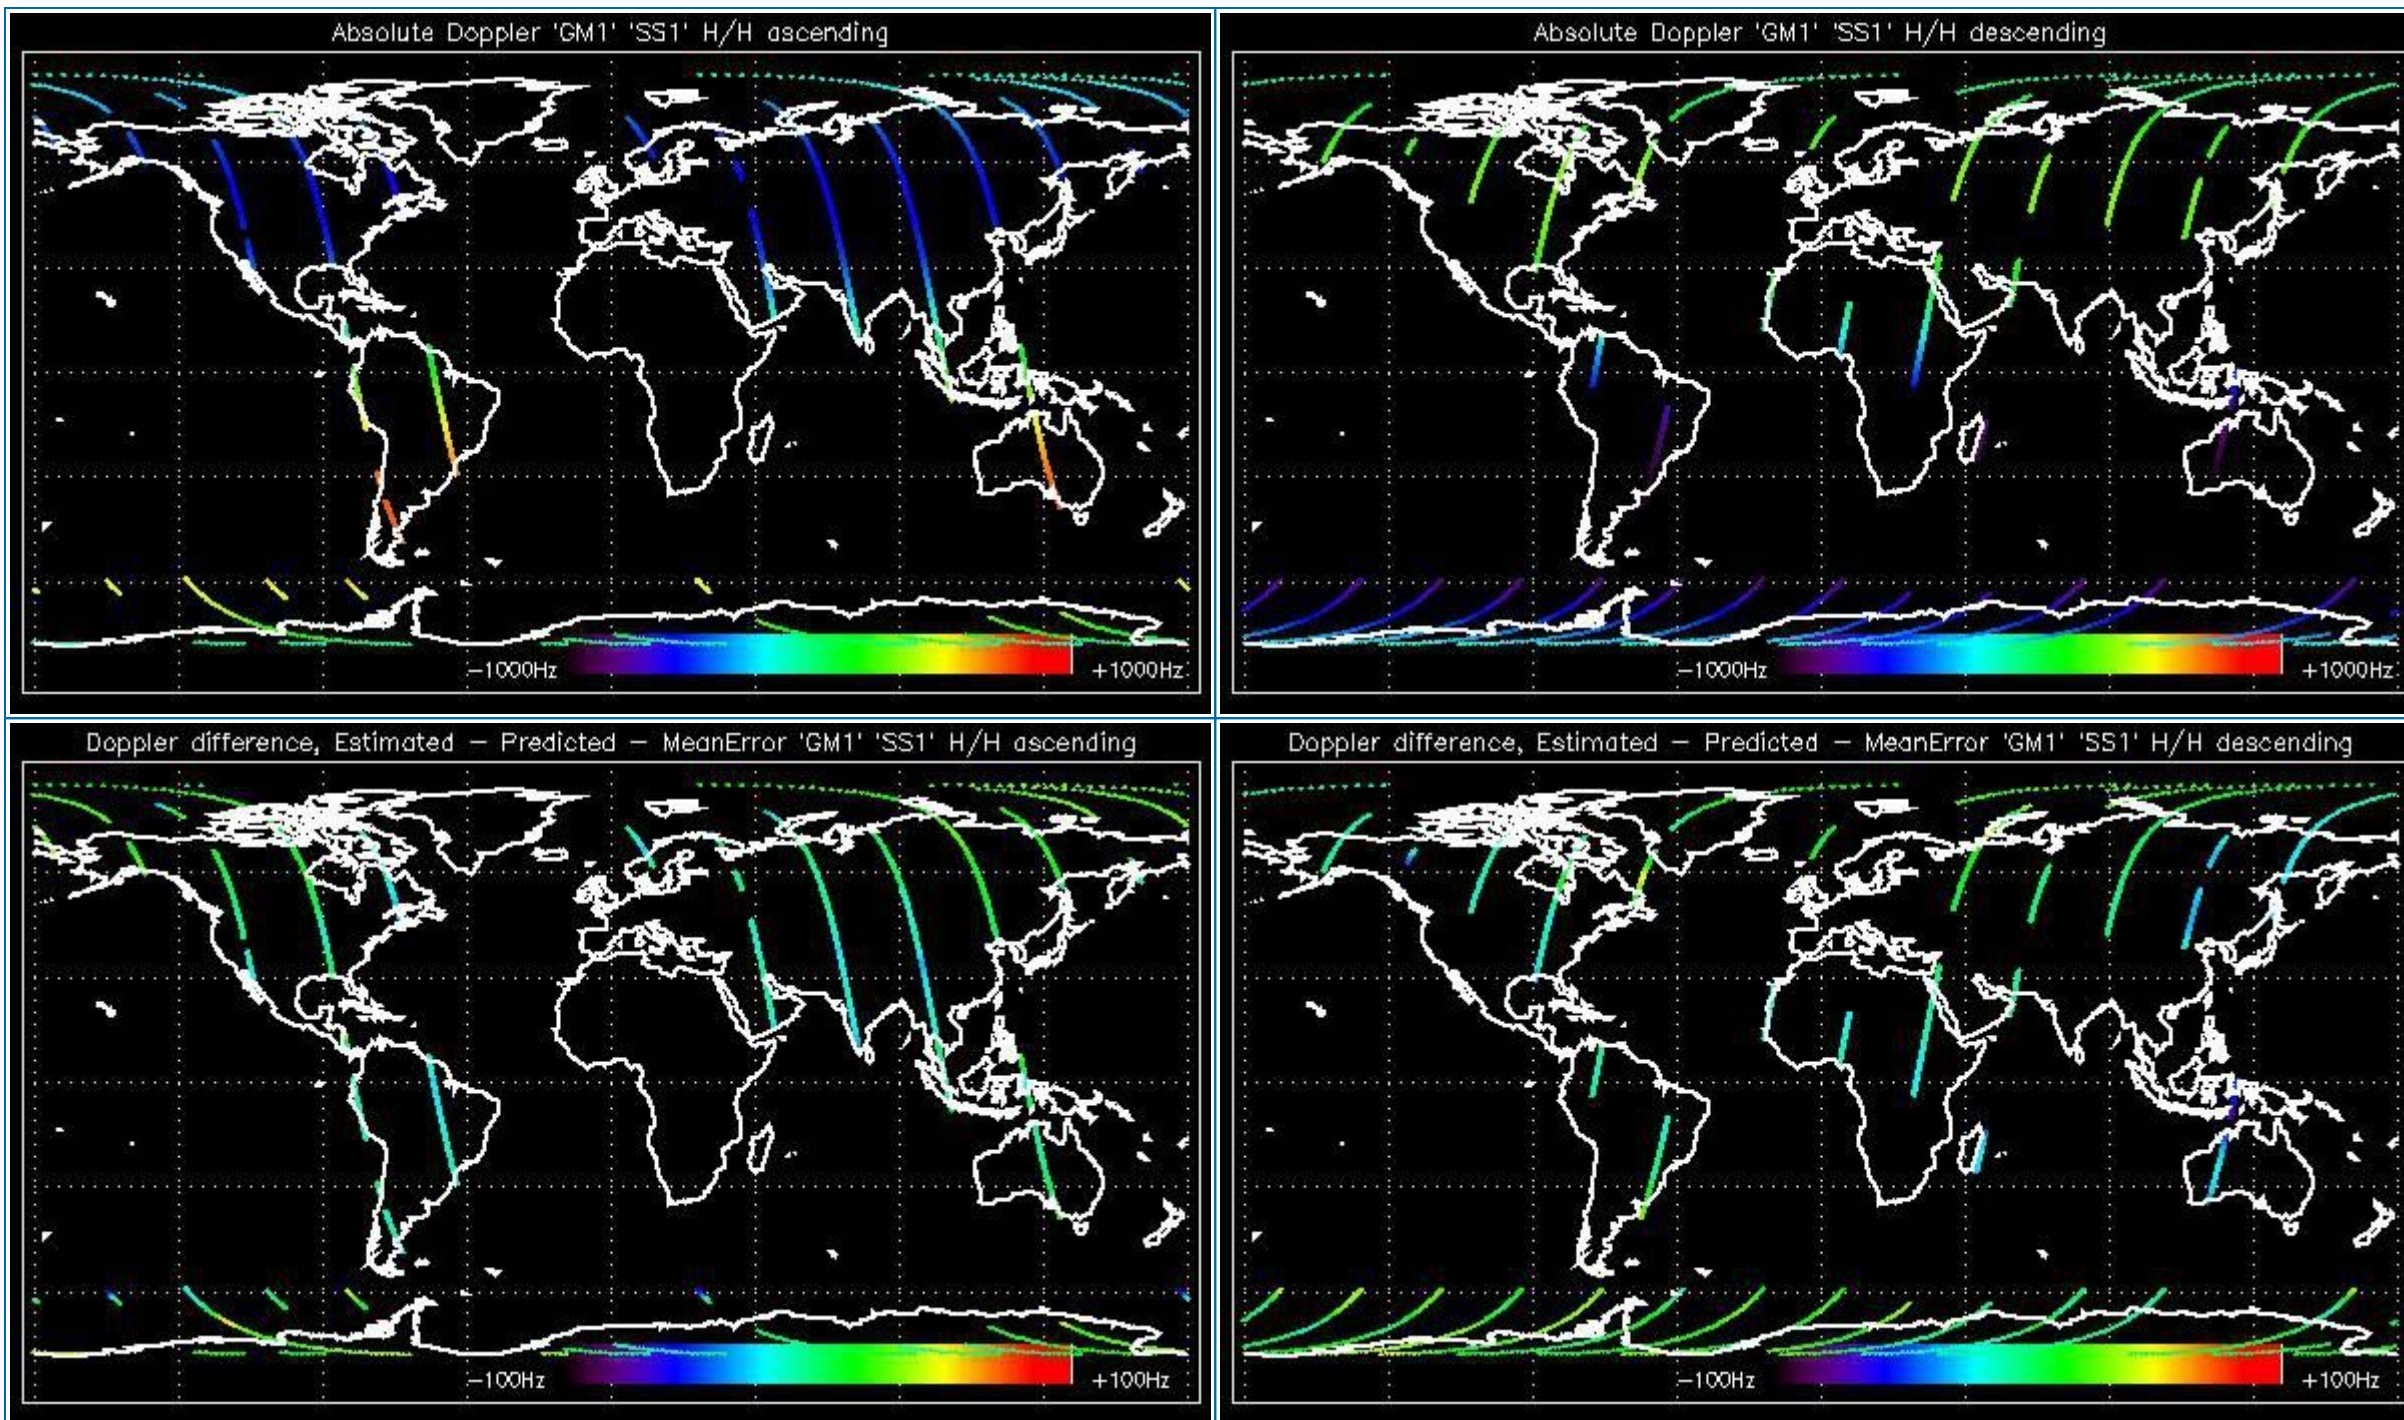 Absolute Doppler 'GM1' 'SS1' H/H ascending
−1000Hz
+1000Hz
Absolute Doppler 'GM1' 'SS1' H/H descending
−1000Hz
+1000Hz
Doppler difference, Estimated − Predicted − MeanError 'GM1' 'SS1' H/H ascending
−100Hz
+100Hz
Doppler difference, Estimated − Predicted − MeanError 'GM1' 'SS1' H/H descending
−100Hz
+100Hz